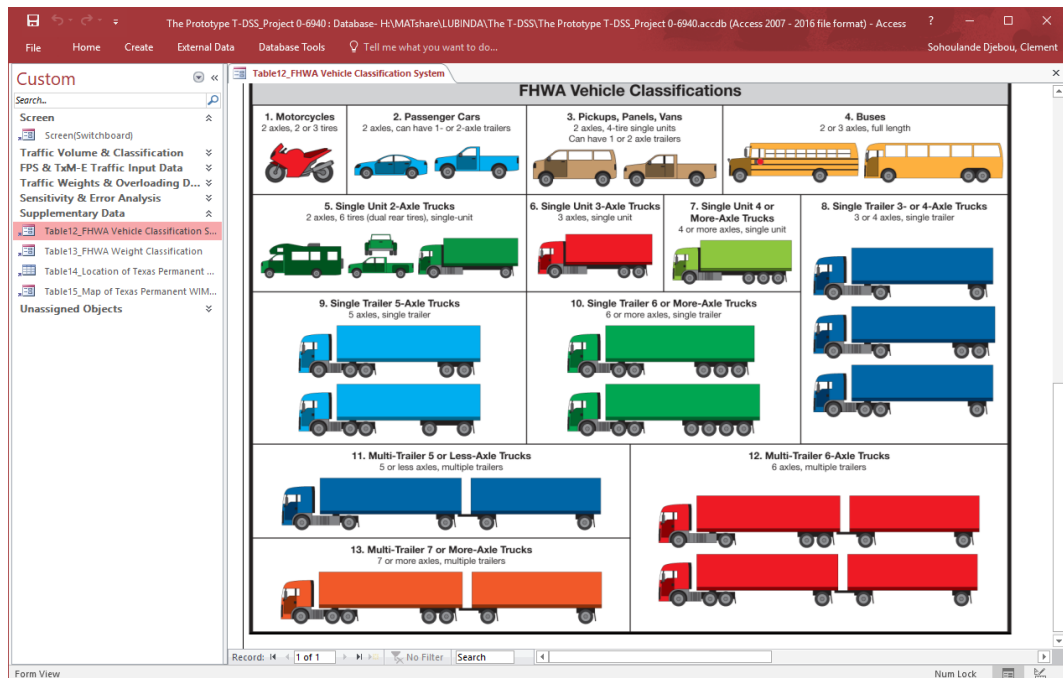 The Prototype T-DSS_Project 0-6940 : Database- H:\MATshare\LUBINDA\The T-DSS\The Prototype T-DSS_Project 0-6940.accdb (Access 2007 - 2016 file format) - Access
File Home Create External Data Database Tools Tell me what you want to do... Sohoulande Djebou, Clement
Custom
Search...
Screen
Screen(Switchboard)
Traffic Volume & Classification
FPS & TxM-E Traffic Input Data
Traffic Weights & Overloading D...
Sensitivity & Error Analysis
Supplementary Data
Table12_FHWA Vehicle Classification S...
Table13_FHWA Weight Classification
Table14_Location of Texas Permanent ...
Table15_Map of Texas Permanent WIM...
Unassigned Objects
Table12_FHWA Vehicle Classification System
FHWA Vehicle Classifications
1. Motorcycles
2 axles, 2 or 3 tires
2. Passenger Cars
2 axles, can have 1- or 2-axle trailers
3. Pickups, Panels, Vans
2 axles, 4-tire single units
Can have 1 or 2 axle trailers
4. Buses
2 or 3 axles, full length
5. Single Unit 2-Axle Trucks
2 axles, 6 tires (dual rear tires), single-unit
6. Single Unit 3-Axle Trucks
3 axles, single unit
7. Single Unit 4 or
More-Axle Trucks
4 or more axles, single unit
8. Single Trailer 3- or 4-Axle Trucks
3 or 4 axles, single trailer
9. Single Trailer 5-Axle Trucks
5 axles, single trailer
10. Single Trailer 6 or More-Axle Trucks
6 or more axles, single trailer
11. Multi-Trailer 5 or Less-Axle Trucks
5 or less axles, multiple trailers
12. Multi-Trailer 6-Axle Trucks
6 axles, multiple trailers
13. Multi-Trailer 7 or More-Axle Trucks
7 or more axles, multiple trailers
Record: 1 of 1 No Filter Search
Form View Num Lock